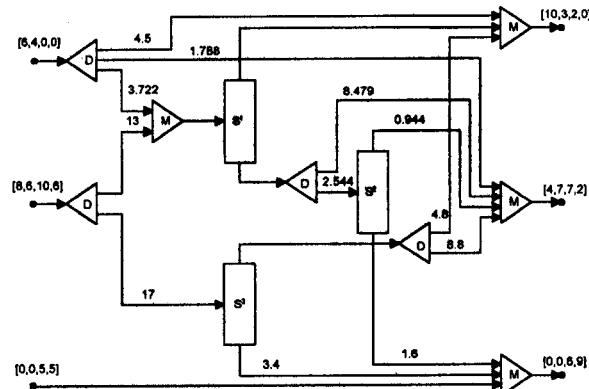 [6,4,0,0]
4.5
M
[10,3,2,0]
D
1.788
3.722
13
M
S¹
8.479
0.944
[8,6,10,6]
D
D
2.544
S²
4.8
M
[4,7,7,2]
D
8.8
17
S³
1.6
3.4
[0,0,5,5]
M
[0,0,6,9]